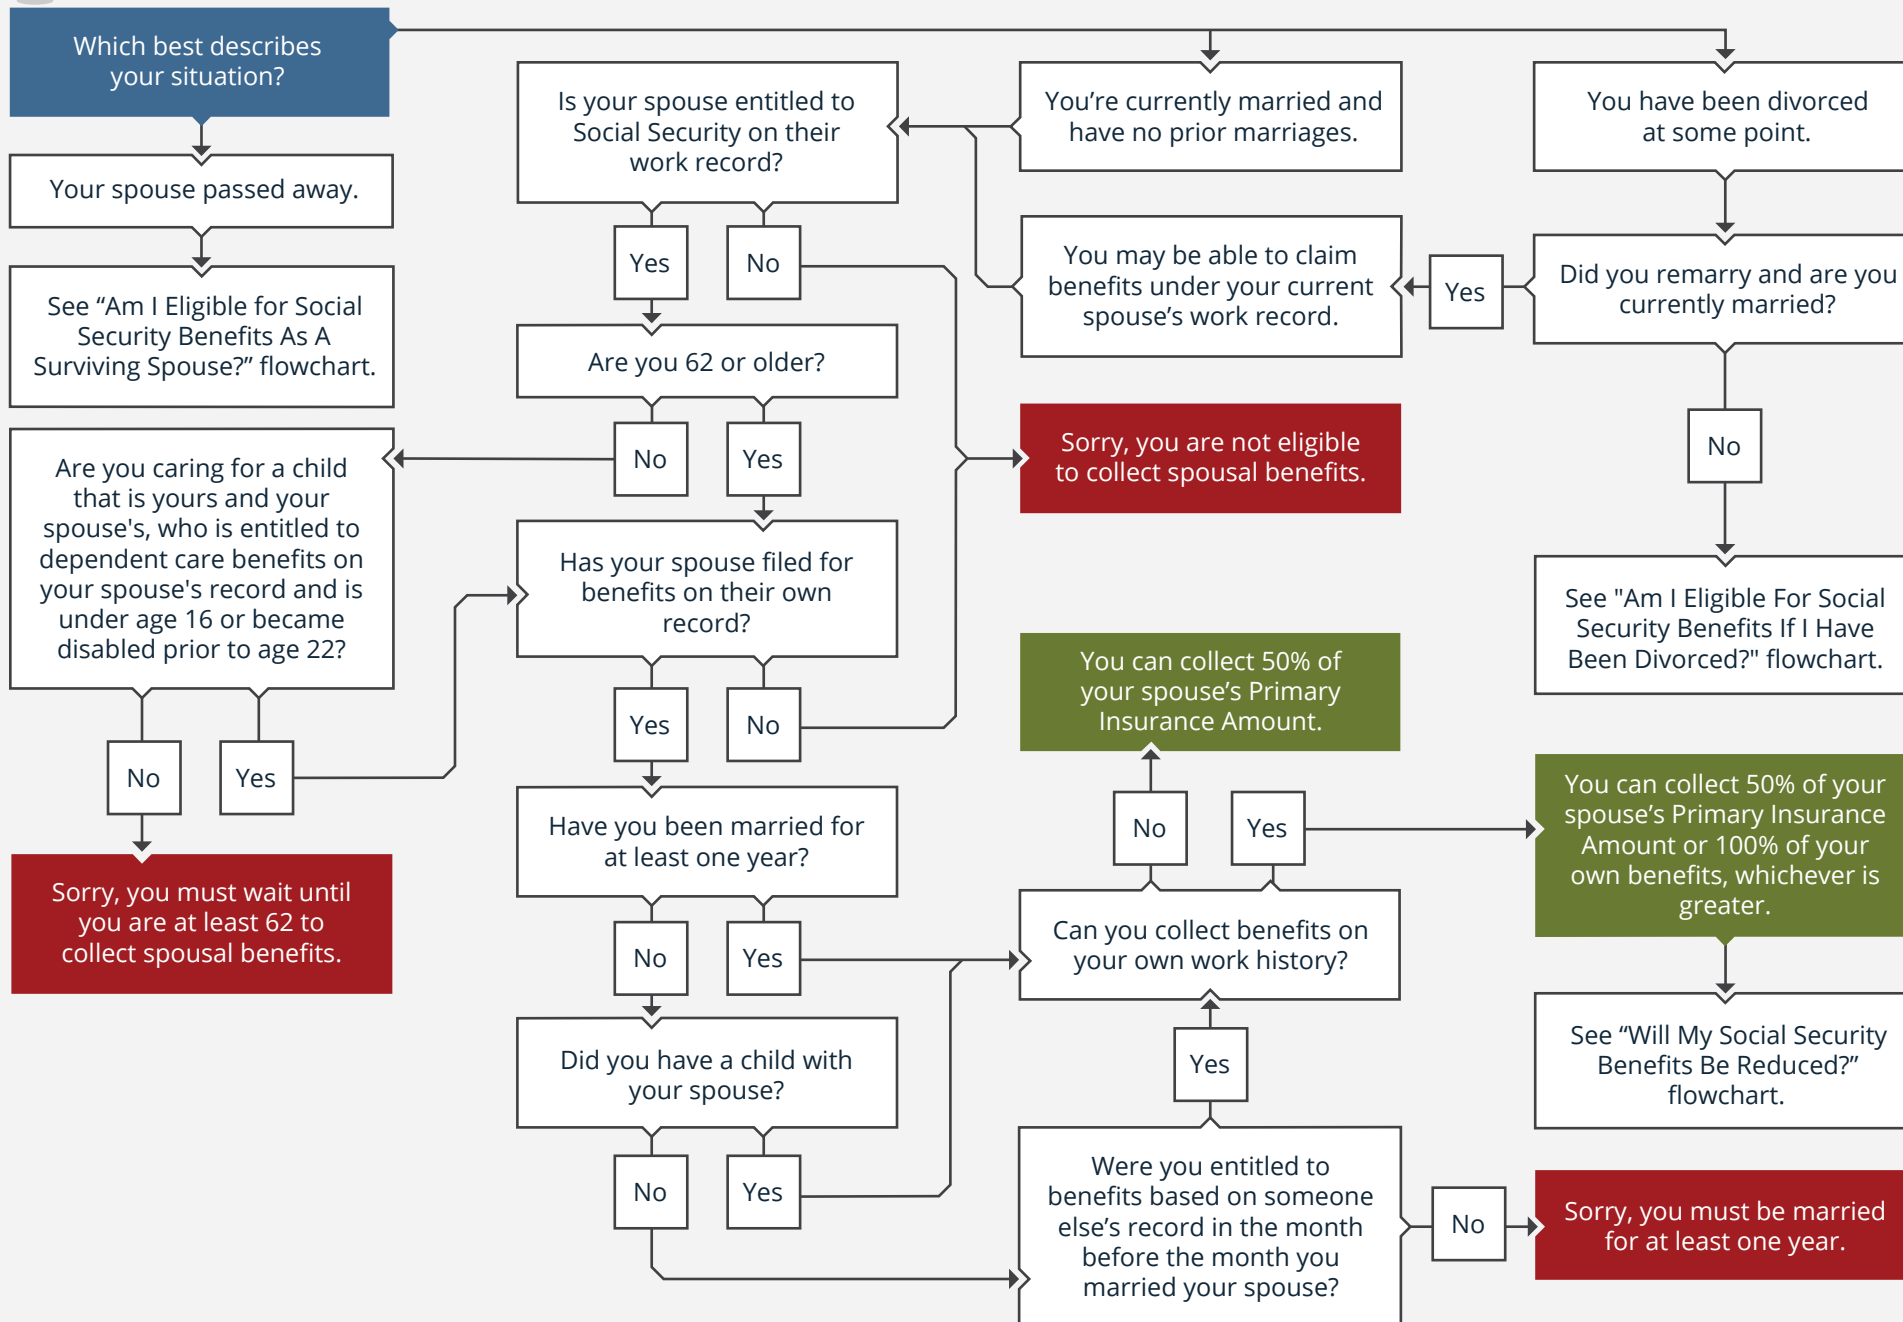 Which best describes
your situation?
Your spouse passed away.
See “Am I Eligible for Social
Security Benefits As A
Surviving Spouse?” flowchart.
Are you caring for a child
that is yours and your
spouse's, who is entitled to
dependent care benefits on
your spouse's record and is
under age 16 or became
disabled prior to age 22?
No
Yes
Sorry, you must wait until
you are at least 62 to
collect spousal benefits.
Is your spouse entitled to
Social Security on their
work record?
Yes
No
Are you 62 or older?
No
Yes
Has your spouse filed for
benefits on their own
record?
Yes
No
Have you been married for
at least one year?
No
Yes
Did you have a child with
your spouse?
No
Yes
You’re currently married and
have no prior marriages.
You may be able to claim
benefits under your current
spouse’s work record.
Yes
Sorry, you are not eligible
to collect spousal benefits.
You can collect 50% of
your spouse’s Primary
Insurance Amount.
No
Yes
Can you collect benefits on
your own work history?
Yes
Were you entitled to
benefits based on someone
else’s record in the month
before the month you
married your spouse?
No
You have been divorced
at some point.
Did you remarry and are you
currently married?
No
See "Am I Eligible For Social
Security Benefits If I Have
Been Divorced?" flowchart.
You can collect 50% of your
spouse’s Primary Insurance
Amount or 100% of your
own benefits, whichever is
greater.
See “Will My Social Security
Benefits Be Reduced?”
flowchart.
Sorry, you must be married
for at least one year.